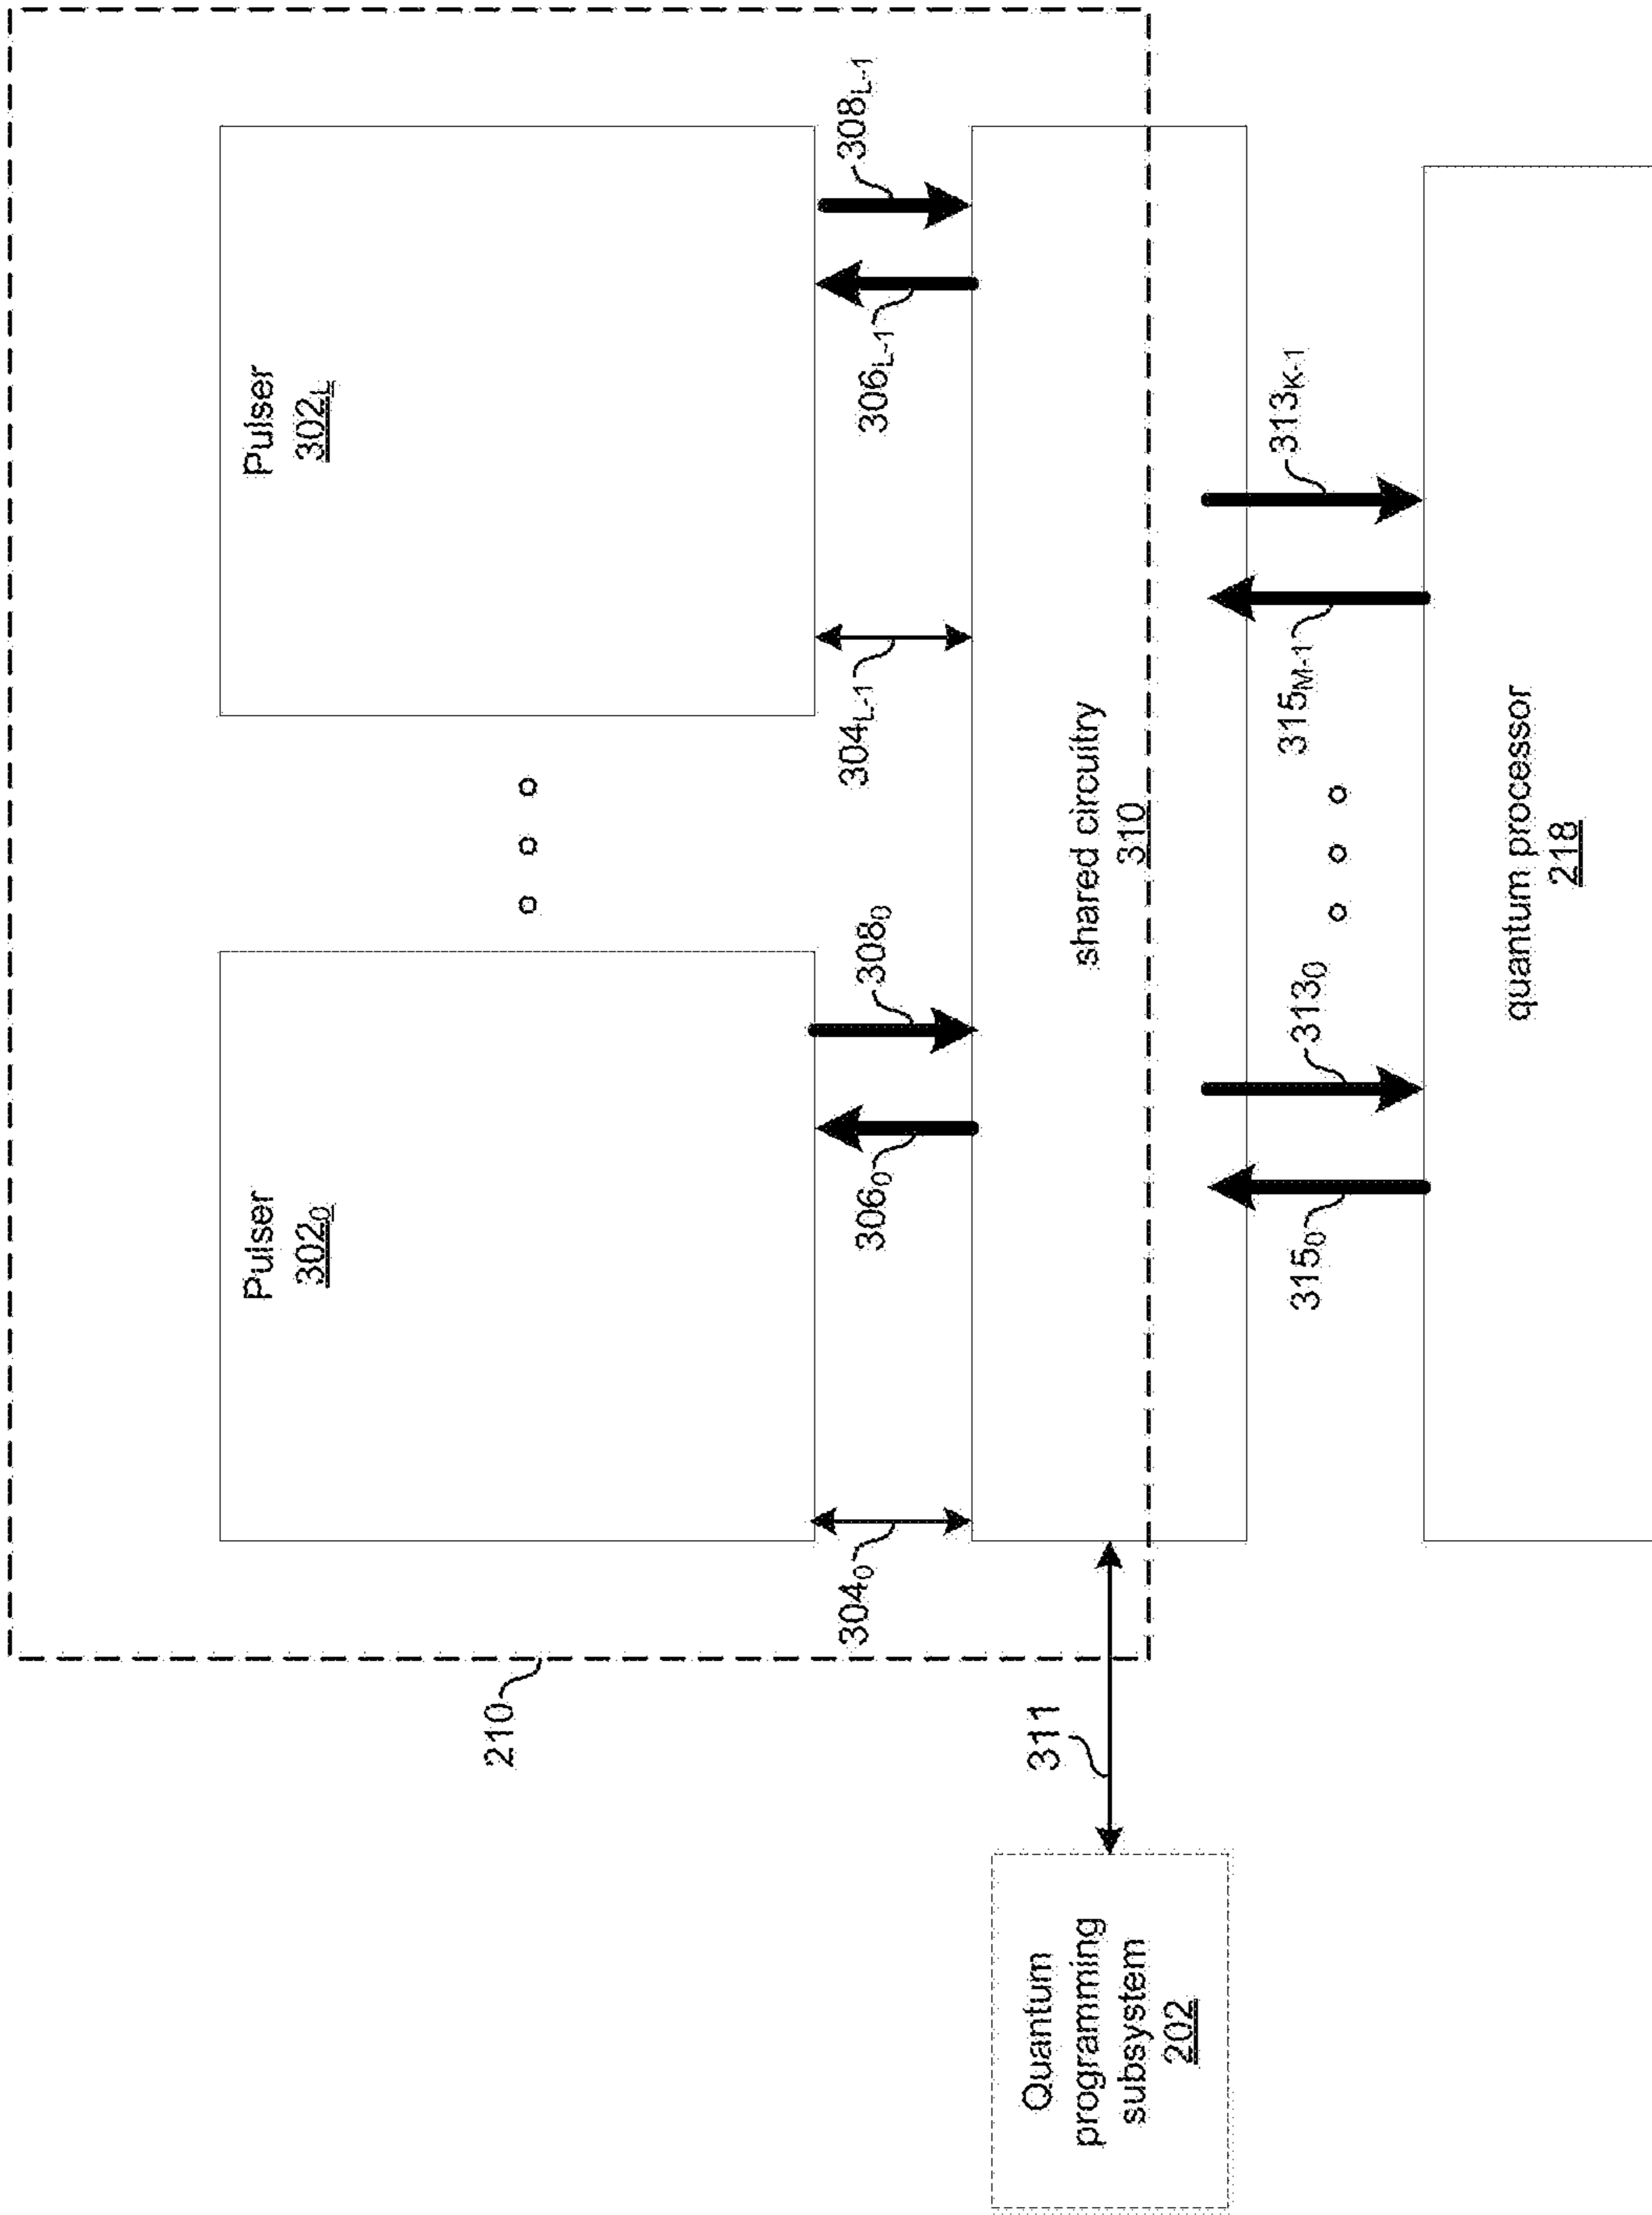 210
Pulser
302₀
Pulser
302L
304₀
306₀
308₀
304L-1
306L-1
308L-1
311
Quantum
programming
subsystem
202
shared circuitry
310
315₀
313₀
315M-1
313K-1
quantum processor
218